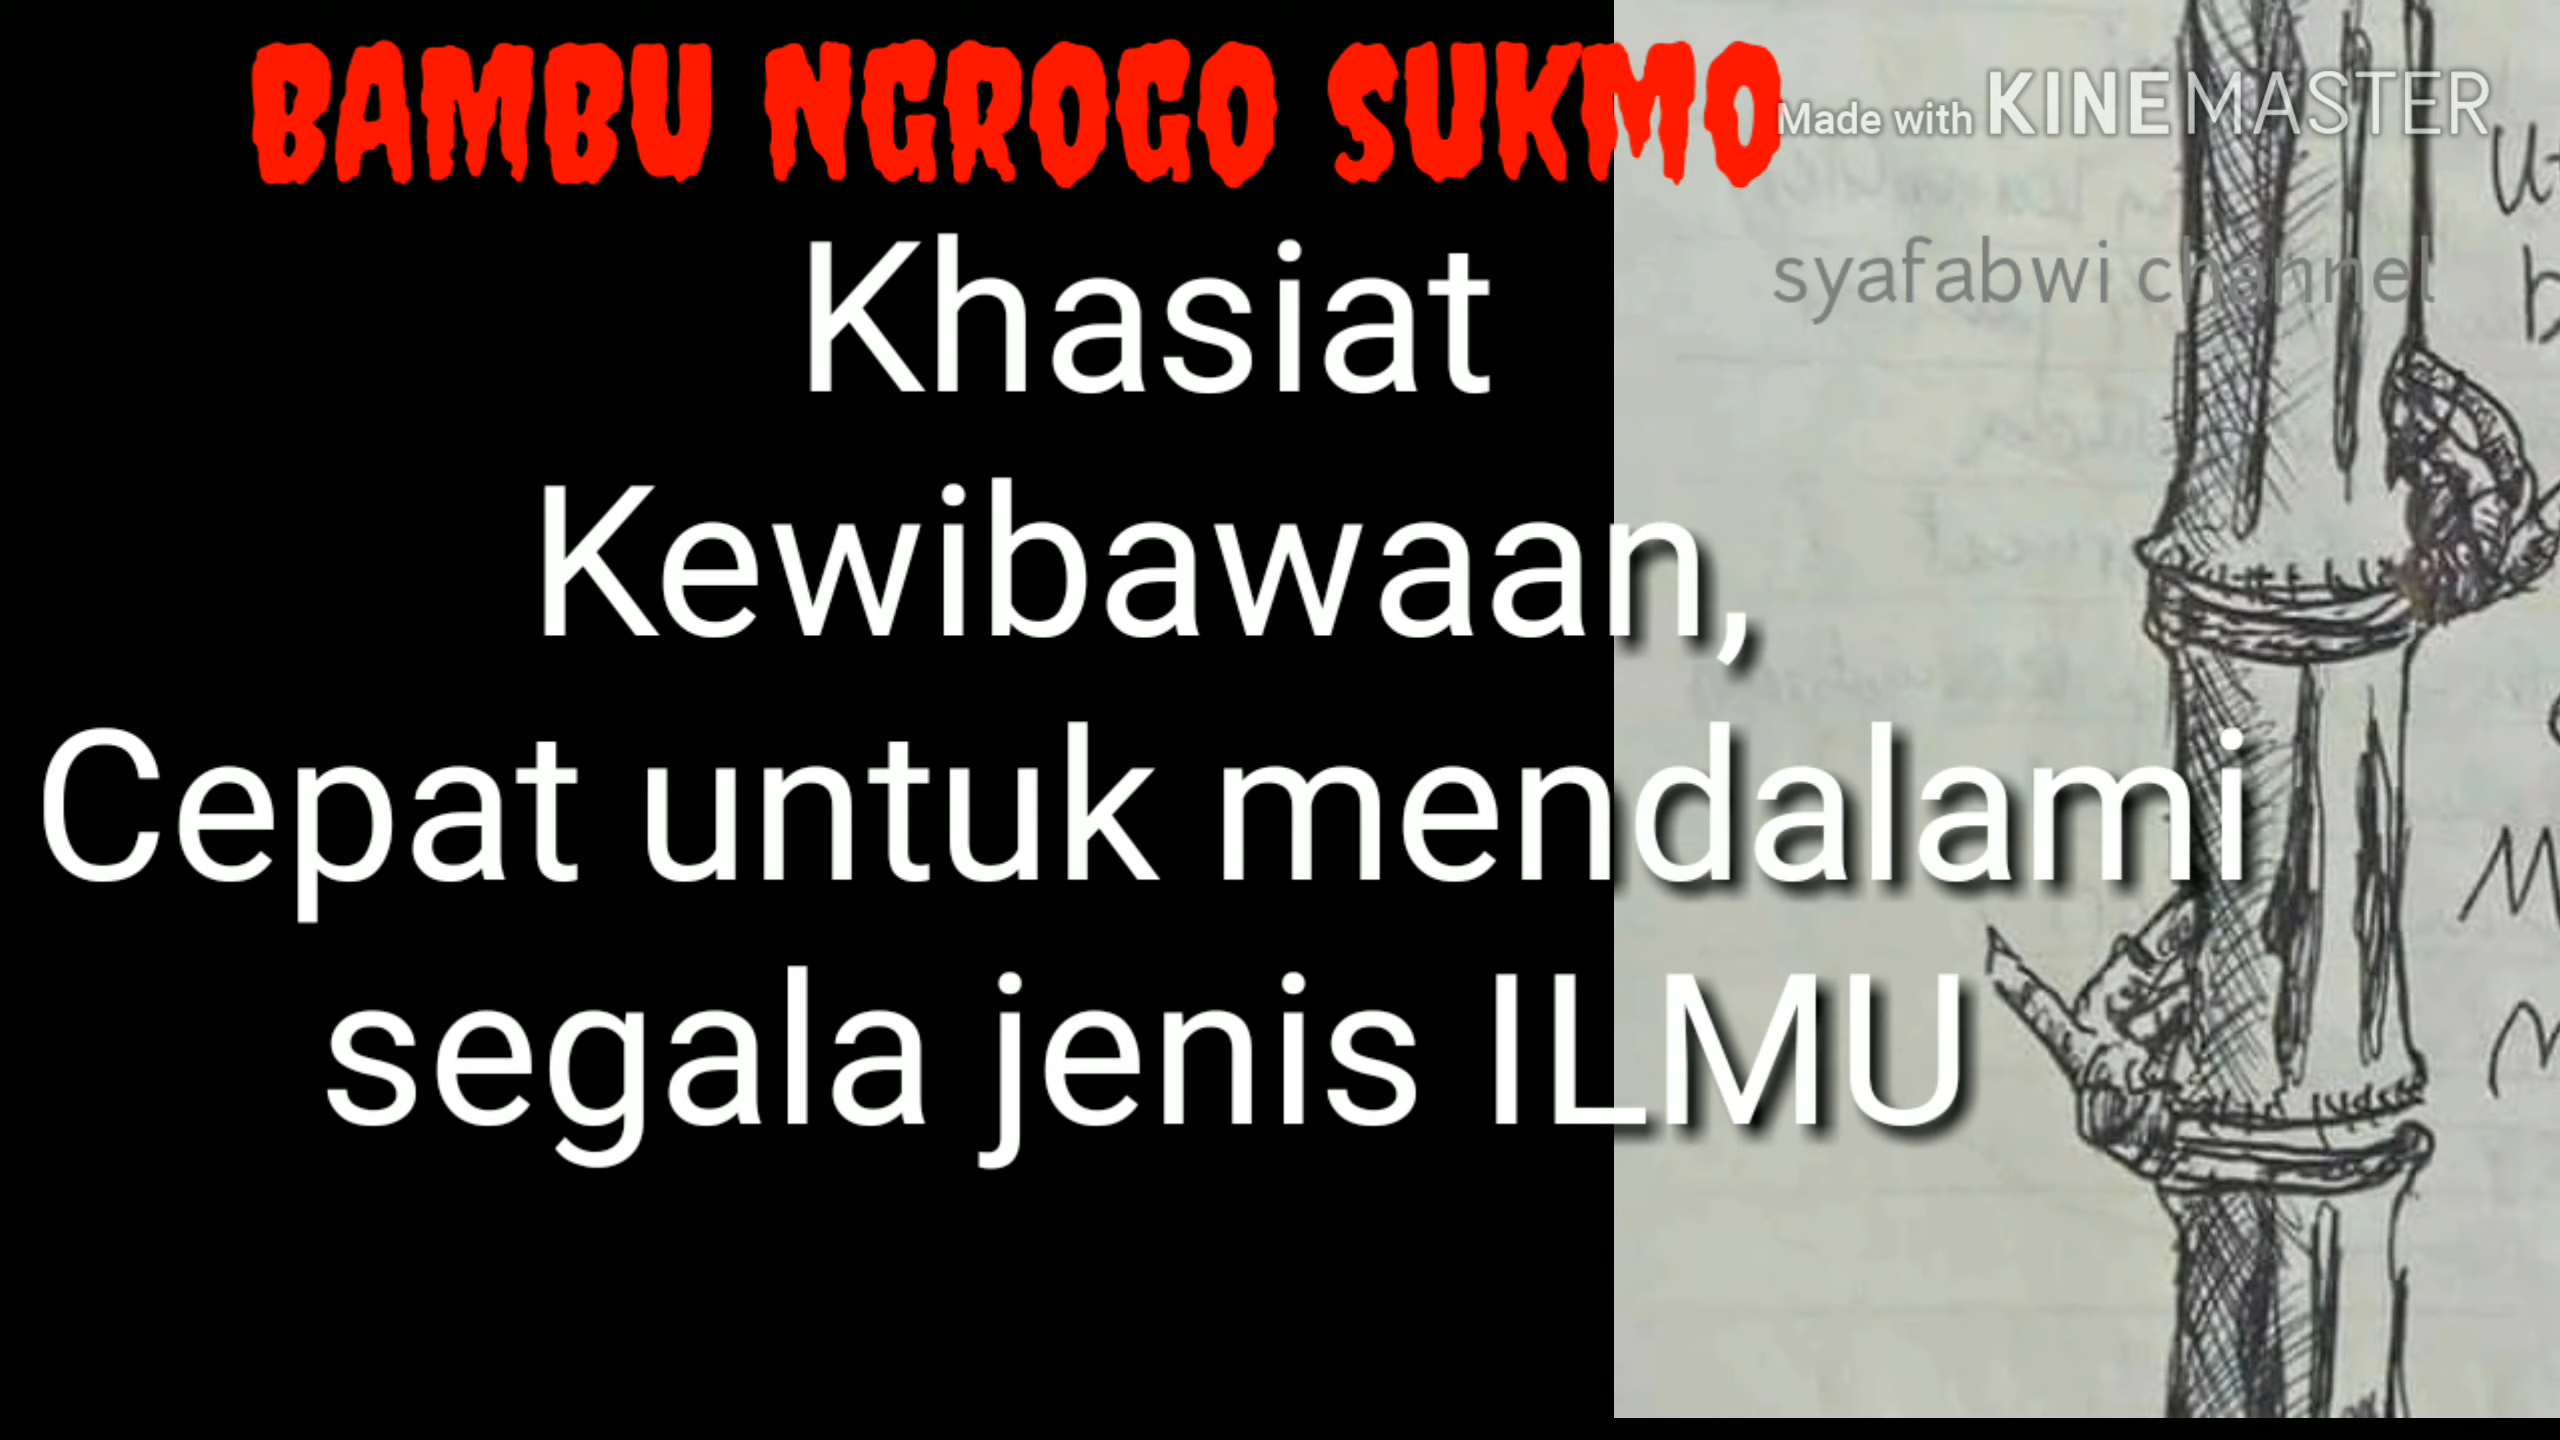 BAMBU NGROGO SUKMO
Made with KINEMASTER
syafabwi channel
Khasiat
Kewibawaan,
Cepat untuk mendalami
segala jenis ILMU